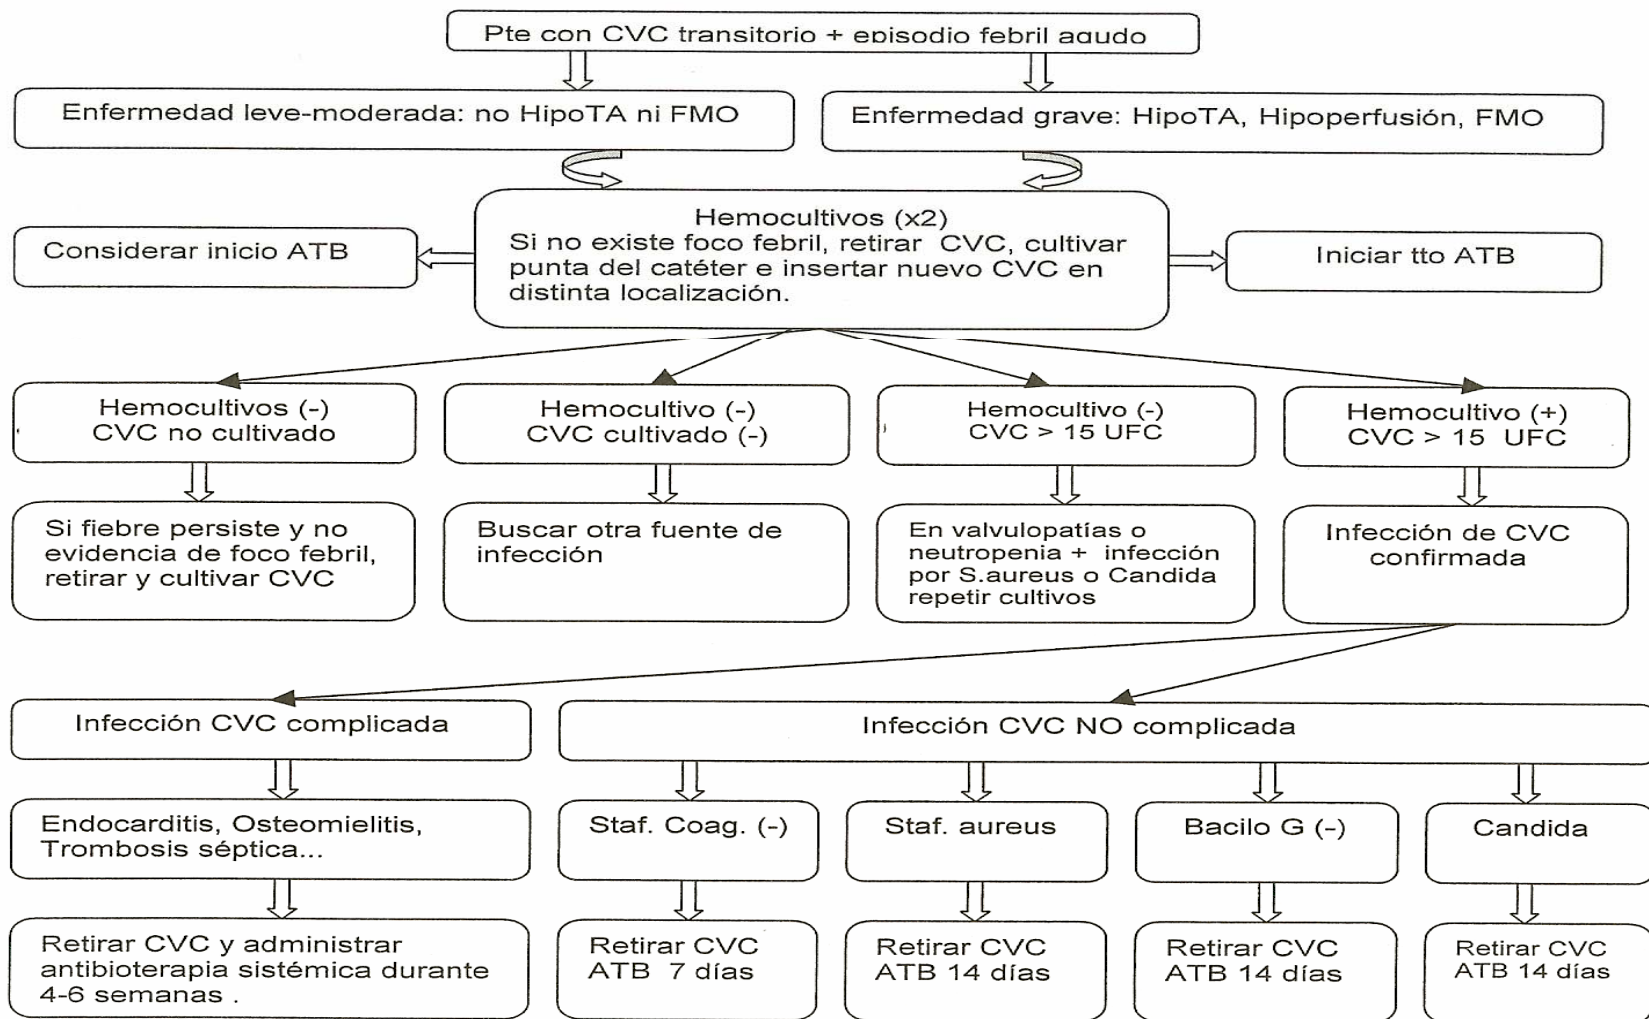 Pte con CVC transitorio + episodio febril agudo
Enfermedad leve-moderada: no HipoTA ni FMO
Enfermedad grave: HipoTA, Hipoperfusión, FMO
Hemocultivos (x2)
Si no existe foco febril, retirar CVC, cultivar
punta del catéter e insertar nuevo CVC en
distinta localización.
Considerar inicio ATB
Iniciar tto ATB
Hemocultivos (-)
CVC no cultivado
Hemocultivo (-)
CVC cultivado (-)
Hemocultivo (-)
CVC > 15 UFC
Hemocultivo (+)
CVC > 15 UFC
Si fiebre persiste y no
evidencia de foco febril,
retirar y cultivar CVC
Buscar otra fuente de
infección
En valvulopatías o
neutropenia + infección
por S.aureus o Candida
repetir cultivos
Infección de CVC
confirmada
Infección CVC complicada
Infección CVC NO complicada
Endocarditis, Osteomielitis,
Trombosis séptica...
Staf. Coag. (-)
Staf. aureus
Bacilo G (-)
Candida
Retirar CVC y administrar
antibioterapia sistémica durante
4-6 semanas .
Retirar CVC
ATB 7 días
Retirar CVC
ATB 14 días
Retirar CVC
ATB 14 días
Retirar CVC
ATB 14 días